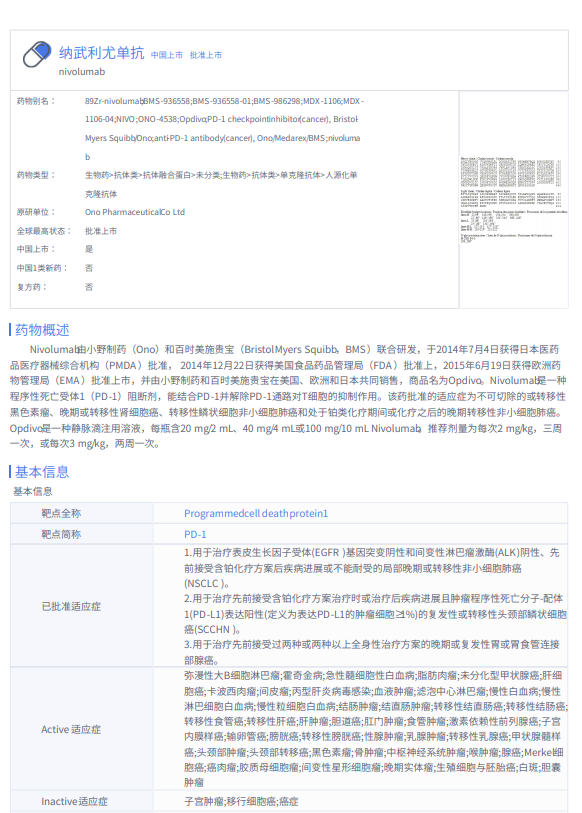 纳武利尤单抗 中国上市 批准上市
nivolumab
药物别名： 89Zr-nivolumab;BMS-936558;BMS-936558-01;BMS-986298;MDX-1106;MDX-
1106-04;NIVO;ONO-4538;Opdivo;PD-1 checkpointinhibitor(cancer), Bristol-
Myers Squibb/Ono;anti-PD-1 antibody(cancer), Ono/Medarex/BMS;nivoluma
b
药物类型： 生物药>抗体类>抗体融合蛋白>未分类;生物药>抗体类>单克隆抗体>人源化单
克隆抗体
原研单位： Ono PharmaceuticalCo Ltd
全球最高状态： 批准上市
中国上市： 是
中国1类新药： 否
复方药： 否
药物概述
Nivolumab由小野制药（Ono）和百时美施贵宝（BristolMyers Squibb，BMS）联合研发，于2014年7月4日获得日本医药
品医疗器械综合机构（PMDA）批准， 2014年12月22日获得美国食品药品管理局（FDA）批准上，2015年6月19日获得欧洲药
物管理局（EMA）批准上市，并由小野制药和百时美施贵宝在美国、欧洲和日本共同销售，商品名为Opdivo。Nivolumab是一种
程序性死亡受体1（PD-1）阻断剂，能结合PD-1并解除PD-1通路对T细胞的抑制作用。该药批准的适应症为不可切除的或转移性
黑色素瘤、晚期或转移性肾细胞癌、转移性鳞状细胞非小细胞肺癌和处于铂类化疗期间或化疗之后的晚期转移性非小细胞肺癌。
Opdivo是一种静脉滴注用溶液，每瓶含20 mg/2 mL、40 mg/4 mL或100 mg/10 mL Nivolumab，推荐剂量为每次2 mg/kg，三周
一次，或每次3 mg/kg，两周一次。
基本信息
基本信息
靶点全称 Programmedcell deathprotein1
靶点简称 PD-1
已批准适应症 1.用于治疗表皮生长因子受体(EGFR )基因突变阴性和间变性淋巴瘤激酶(ALK)阴性、先
前接受含铂化疗方案后疾病进展或不能耐受的局部晚期或转移性非小细胞肺癌
(NSCLC )。
2.用于治疗先前接受含铂化疗方案治疗时或治疗后疾病进展且肿瘤程序性死亡分子-配体
1(PD-L1)表达阳性(定义为表达PD-L1的肿瘤细胞≥1%)的复发性或转移性头颈部鳞状细胞
癌(SCCHN )。
3.用于治疗先前接受过两种或两种以上全身性治疗方案的晚期或复发性胃或胃食管连接
部腺癌。
Active 适应症 弥漫性大B细胞淋巴瘤;霍奇金病;急性髓细胞性白血病;脂肪肉瘤;未分化型甲状腺癌;肝细
胞癌;卡波西肉瘤;间皮瘤;丙型肝炎病毒感染;血液肿瘤;滤泡中心淋巴瘤;慢性白血病;慢性
淋巴细胞白血病;慢性粒细胞白血病;结肠肿瘤;结直肠肿瘤;转移性结直肠癌;转移性结肠癌;
转移性食管癌;转移性肝癌;肝肿瘤;胆道癌;肛门肿瘤;食管肿瘤;激素依赖性前列腺癌;子宫
内膜样癌;输卵管癌;膀胱癌;转移性膀胱癌;性腺肿瘤;乳腺肿瘤;转移性乳腺癌;甲状腺髓样
癌;头颈部肿瘤;头颈部转移癌;黑色素瘤;骨肿瘤;中枢神经系统肿瘤;喉肿瘤;腺癌;Merkel细
胞癌;癌肉瘤;胶质母细胞瘤;间变性星形细胞瘤;晚期实体瘤;生殖细胞与胚胎癌;白斑;胆囊
肿瘤
Inactive适应症 子宫肿瘤;移行细胞癌;癌症